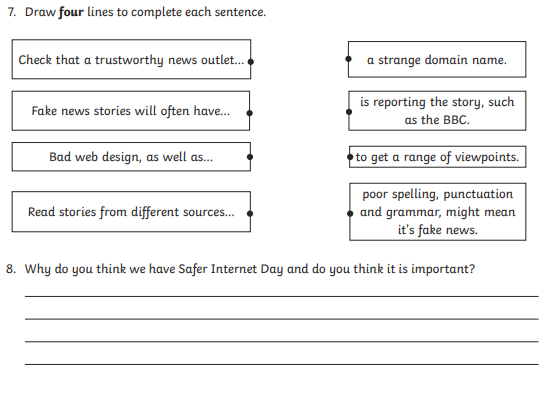 7. Draw four lines to complete each sentence.
Check that a trustworthy news outlet...
a strange domain name.
Fake news stories will often have...
is reporting the story, such
as the BBC.
Bad web design, as well as...
to get a range of viewpoints.
Read stories from different sources...
poor spelling, punctuation
and grammar, might mean
it's fake news.
8. Why do you think we have Safer Internet Day and do you think it is important?